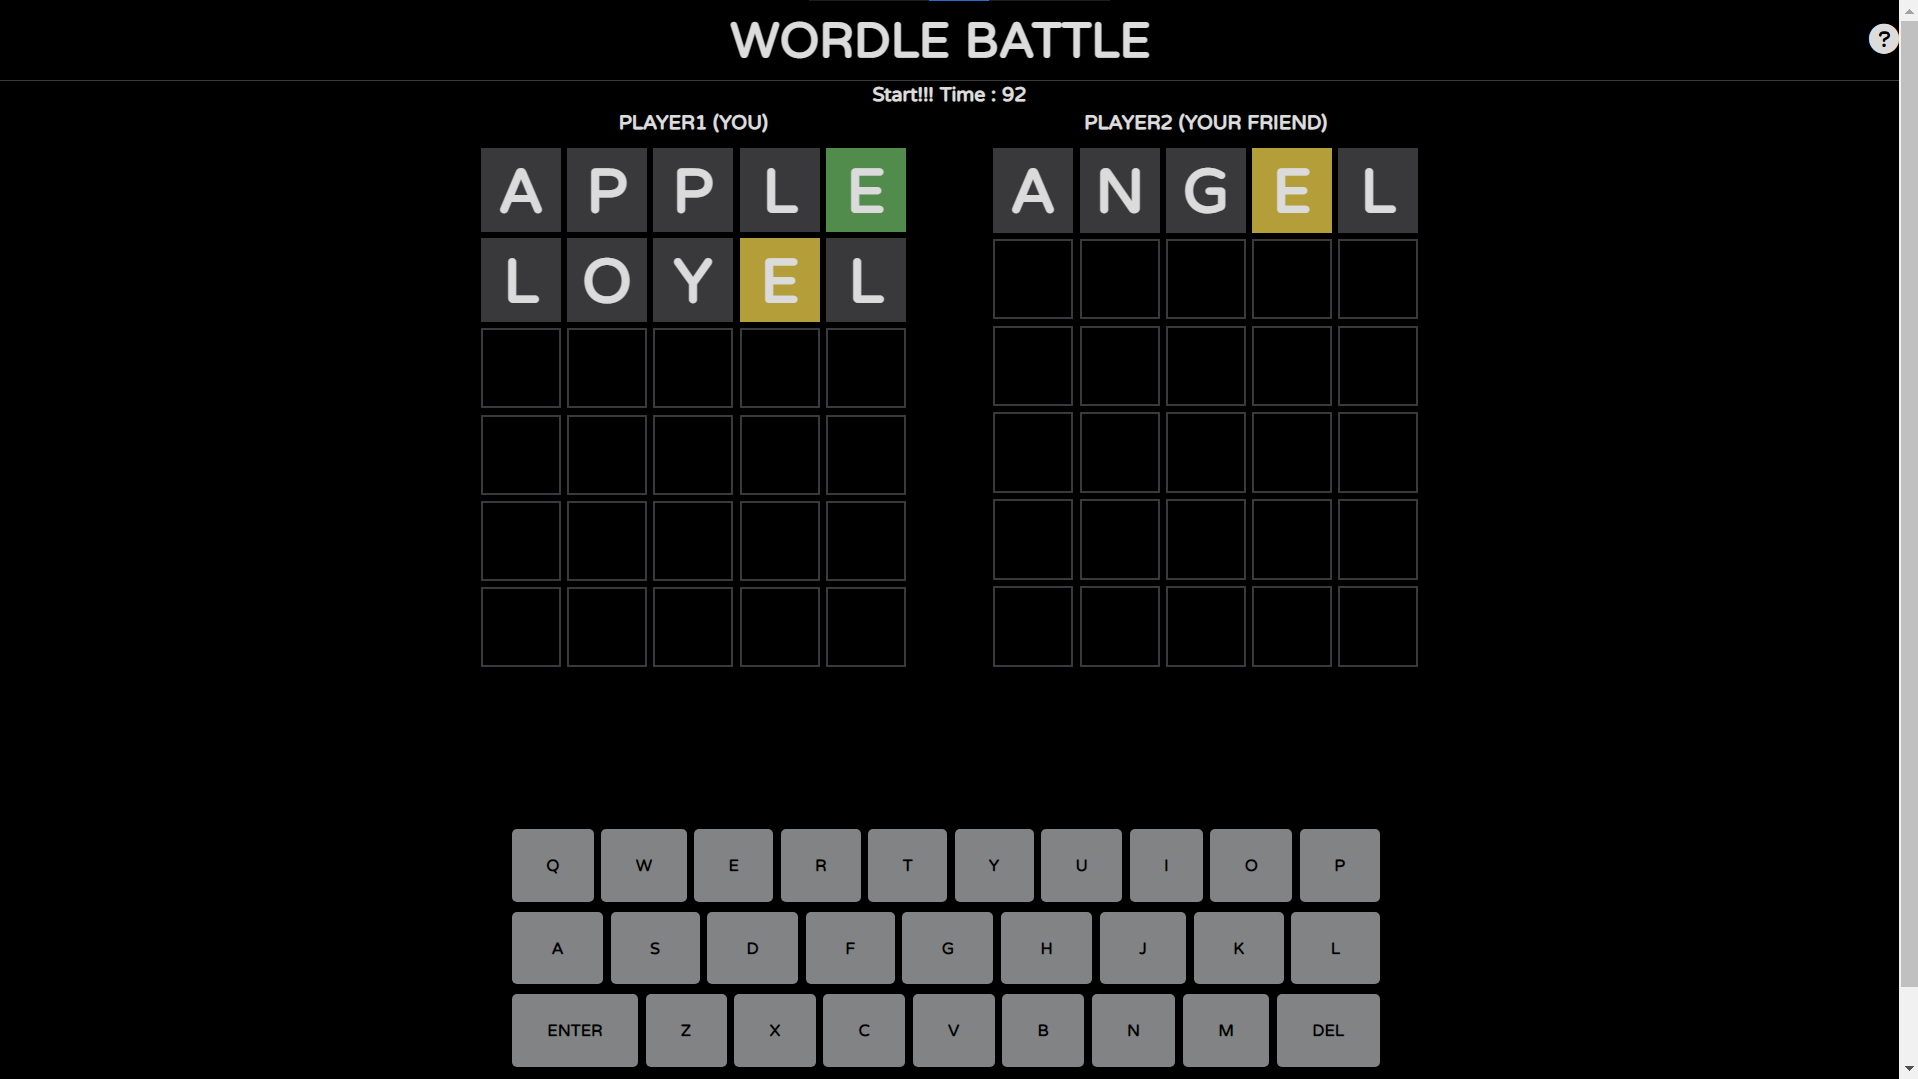 WORDLE BATTLE
?
Start!!! Time : 92
PLAYER1 (YOU)
PLAYER2 (YOUR FRIEND)
A P P L E
L O Y E L
A N G E L
Q W E R T Y U I O P
A S D F G H J K L
ENTER Z X C V B N M DEL